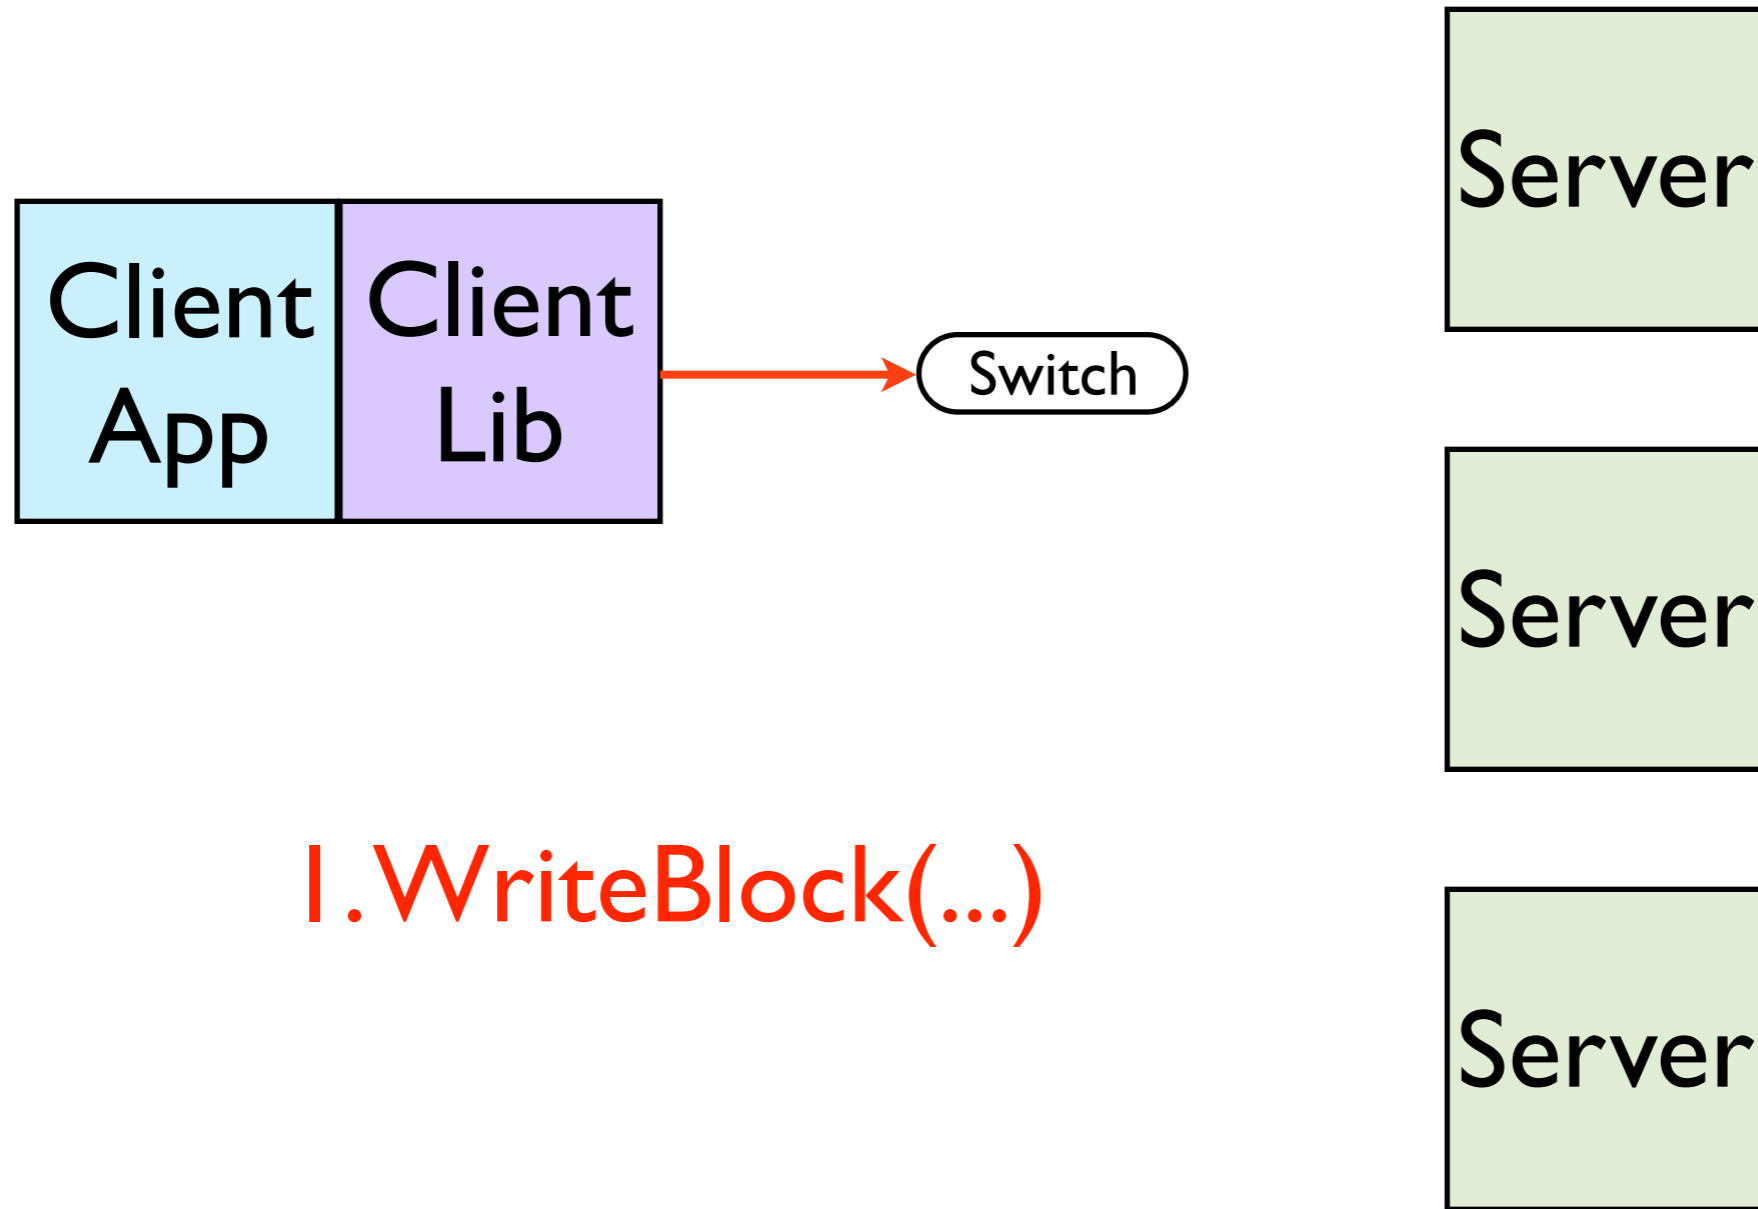 Client
App
Client
Lib
Switch
Server
Server
Server
1. WriteBlock(...)